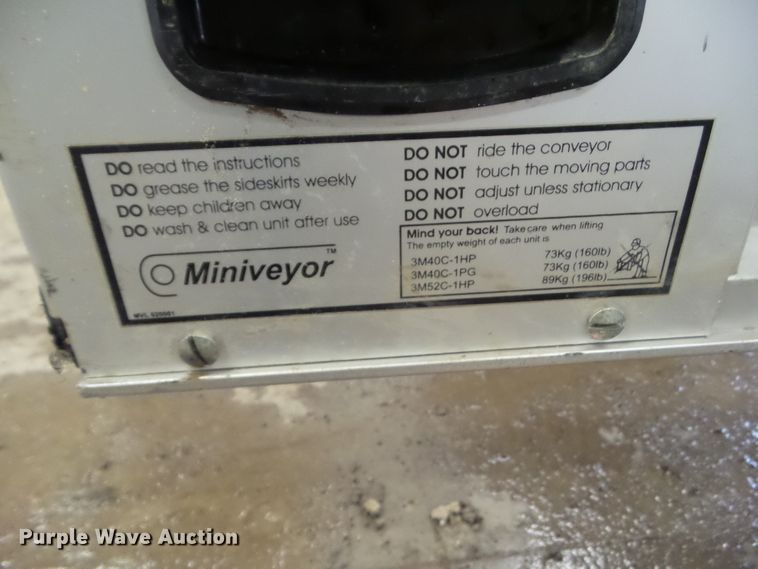 DO read the instructions
DO grease the sideskirts weekly
DO keep children away
DO wash & clean unit after use
Miniveyor™
MVL 520001
DO NOT ride the conveyor
DO NOT touch the moving parts
DO NOT adjust unless stationary
DO NOT overload
Mind your back! Take care when lifting
The empty weight of each unit is
3M40C-1HP 73Kg (160lb)
3M40C-1PG 73Kg (160lb)
3M52C-1HP 89Kg (196lb)
Purple Wave Auction